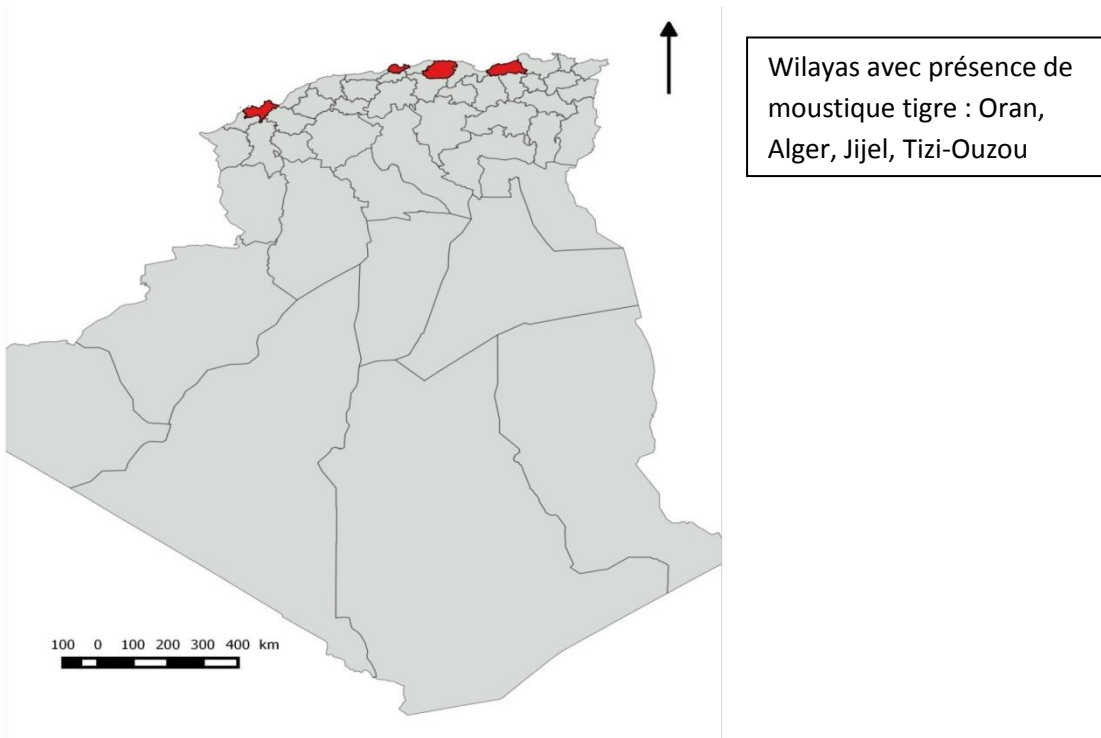 Wilayas avec présence de
moustique tigre : Oran,
Alger, Jijel, Tizi-Ouzou
100 0 100 200 300 400 km